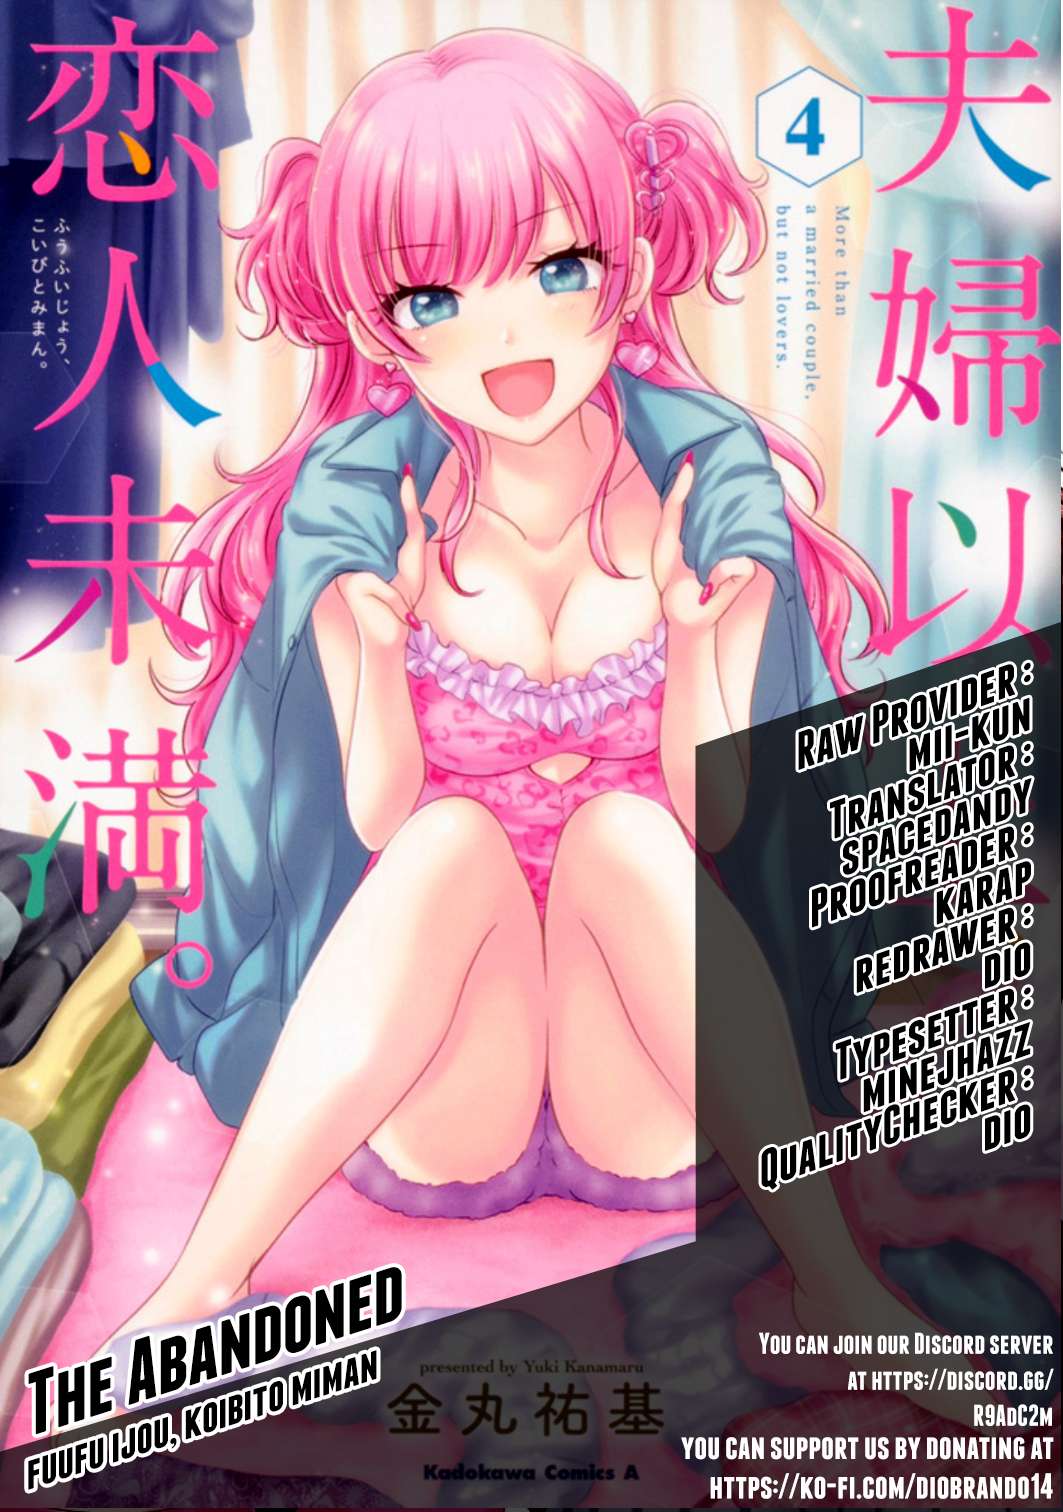 夫婦以
恋人未満。
ふうふいじょう、
こいびとみまん。
4
More than
a married couple,
but not lovers.
RAW PROVIDER:
MII-KUN
TRANSLATOR:
SPACEDANDY
PROOFREADER:
KARAP
REDRAWER:
DIO
TYPESETTER:
MINEJHAZZ
QUALITYCHECKER:
DIO
THE ABANDONED
FUUFU IJOU, KOIBITO MIMAN
presented by Yuki Kanamaru
金丸祐基
Kadokawa Comics A
YOU CAN JOIN OUR DISCORD SERVER
AT HTTPS://DISCORD.GG/
R9ADC2M
YOU CAN SUPPORT US BY DONATING AT
HTTPS://KO-FI.COM/DIOBRANDO14